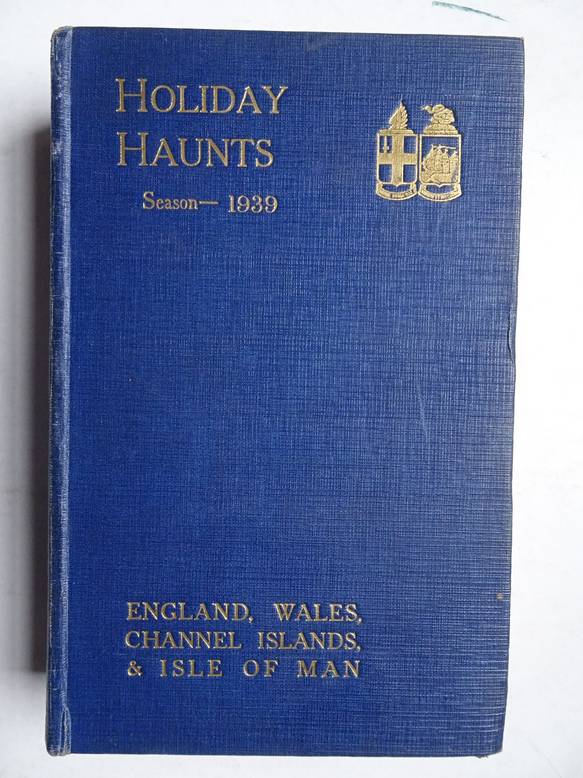 HOLIDAY
HAUNTS
Season— 1939
ENGLAND, WALES,
CHANNEL ISLANDS,
& ISLE OF MAN